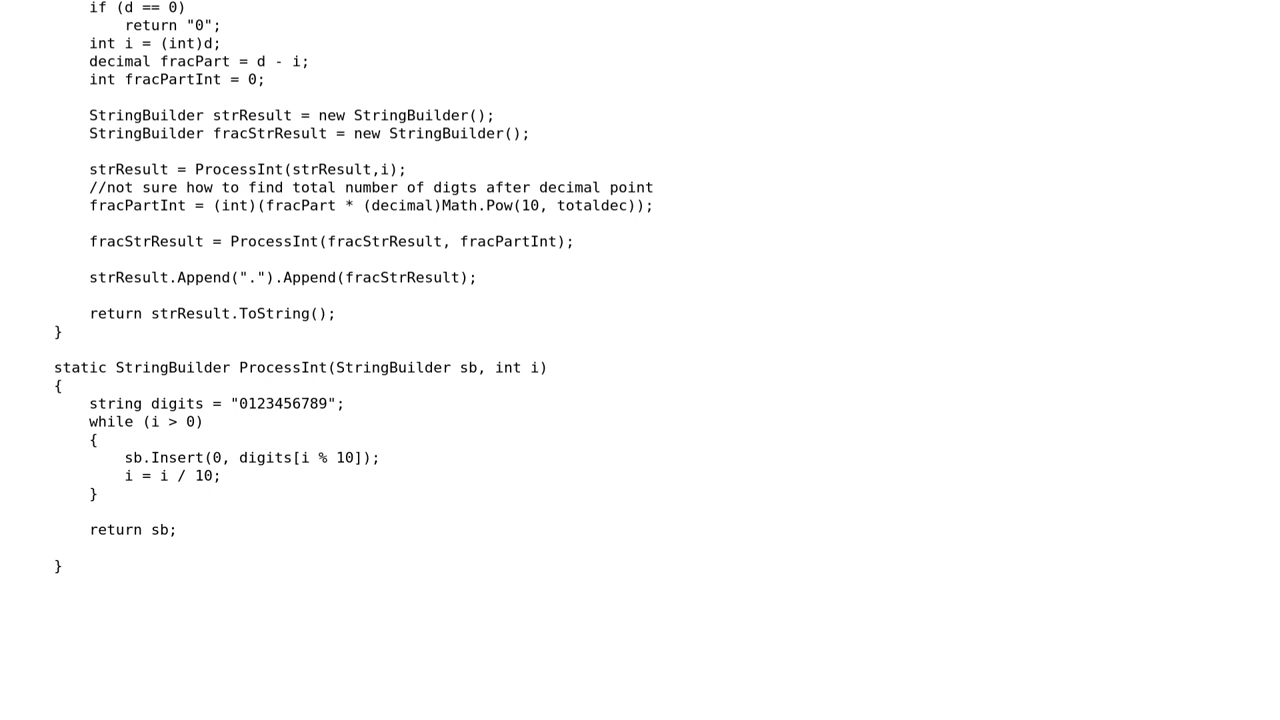 if (d == 0)
return "0";
int i = (int)d;
decimal fracPart = d - i;
int fracPartInt = 0;
StringBuilder strResult = new StringBuilder();
StringBuilder fracStrResult = new StringBuilder();
strResult = ProcessInt(strResult,i);
//not sure how to find total number of digts after decimal point
fracPartInt = (int)(fracPart * (decimal)Math.Pow(10, totaldec));
fracStrResult = ProcessInt(fracStrResult, fracPartInt);
strResult.Append(".").Append(fracStrResult);
return strResult.ToString();
}
static StringBuilder ProcessInt(StringBuilder sb, int i)
{
string digits = "0123456789";
while (i > 0)
{
sb.Insert(0, digits[i % 10]);
i = i / 10;
}
return sb;
}